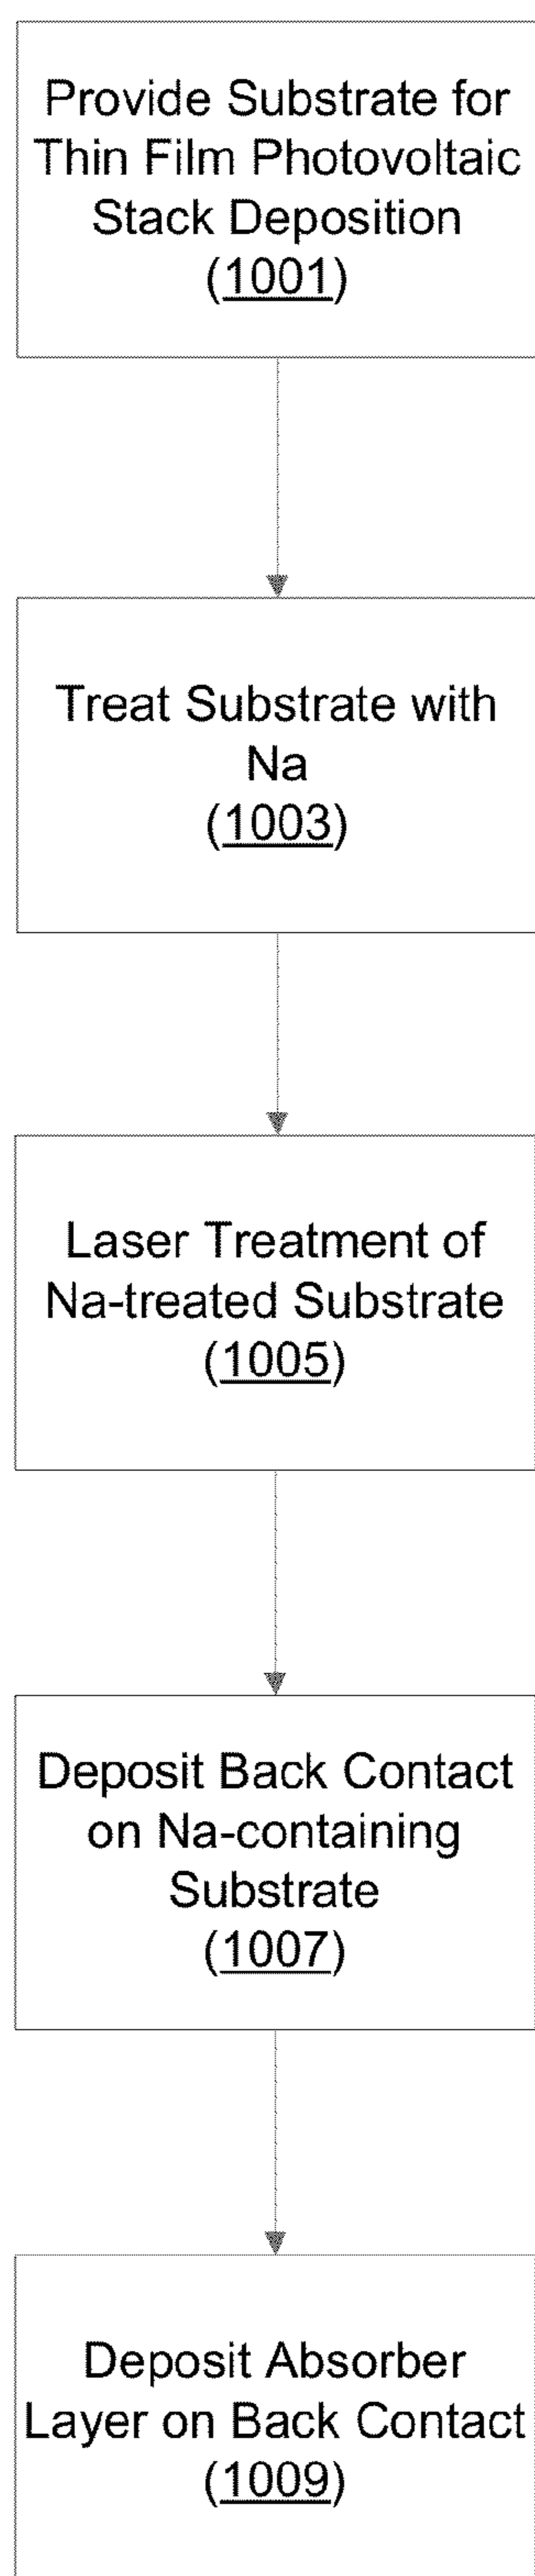 Provide Substrate for
Thin Film Photovoltaic
Stack Deposition
(1001)
Treat Substrate with
Na
(1003)
Laser Treatment of
Na-treated Substrate
(1005)
Deposit Back Contact
on Na-containing
Substrate
(1007)
Deposit Absorber
Layer on Back Contact
(1009)